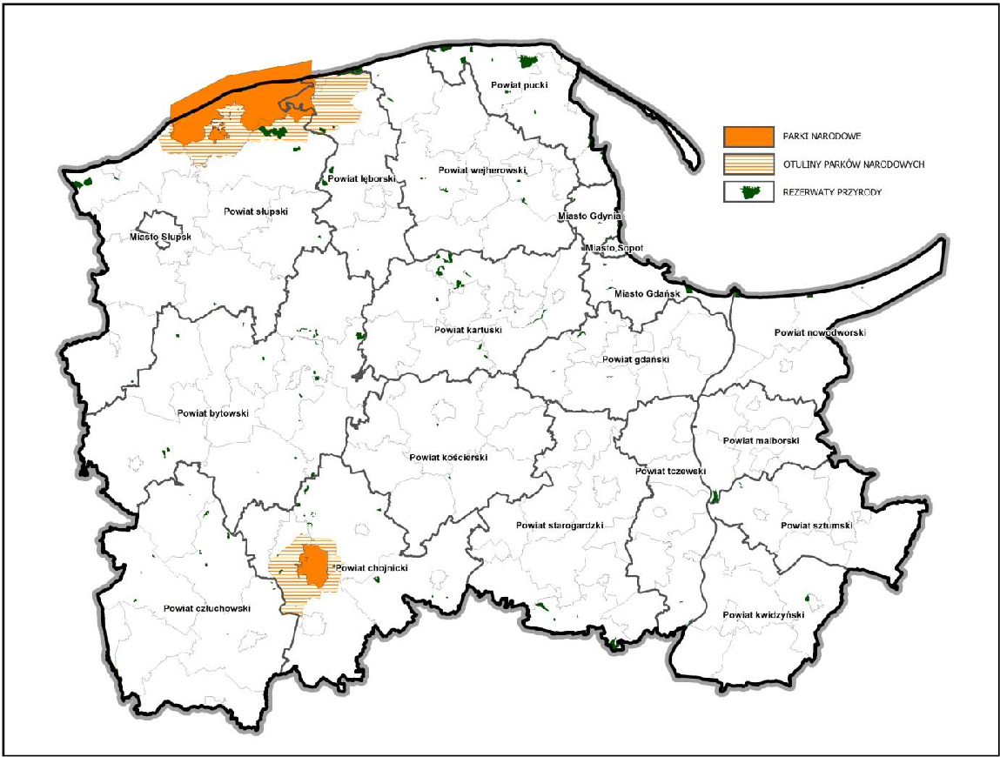 Powiat pucki
PARKI NARODOWE
OTULINY PARKÓW NARODOWYCH
REZERWATY PRZYRODY
Powiat wejherowski
Powiat lęborski
Powiat słupski
Miasto Gdynia
Miasto Słupsk
Miasto Sopot
Miasto Gdańsk
Powiat kartuski
Powiat nowodworski
Powiat gdański
Powiat bytowski
Powiat malborski
Powiat kościerski
Powiat tczewski
Powiat starogardzki
Powiat sztumski
Powiat chojnicki
Powiat człuchowski
Powiat kwidzyński